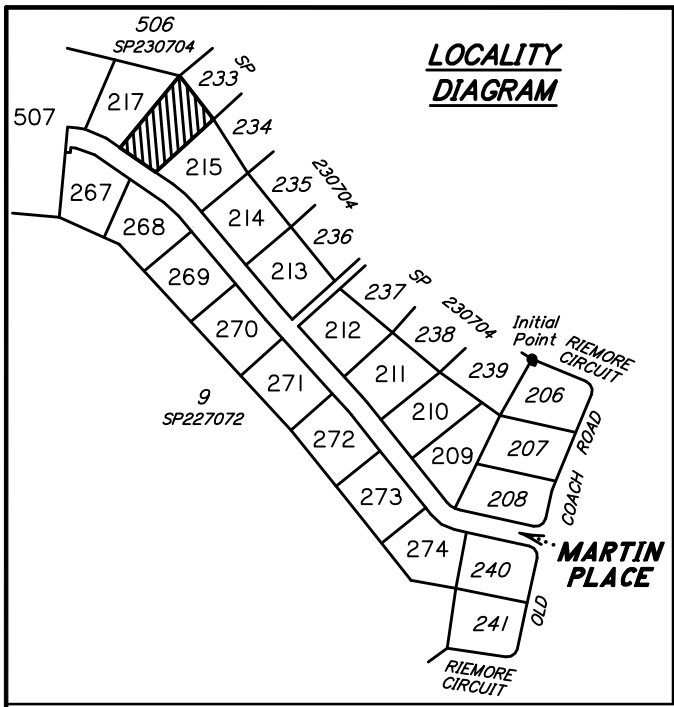 LOCALITY
DIAGRAM
506
SP230704
233
SP
217
507
234
215
235
230704
267
214
236
268
213
237
SP
230704
269
212
238
Initial
Point
RIEMORE
CIRCUIT
270
211
239
206
271
210
9
SP227072
207
ROAD
272
209
208
COACH
273
274
MARTIN
PLACE
240
241
OLD
RIEMORE
CIRCUIT